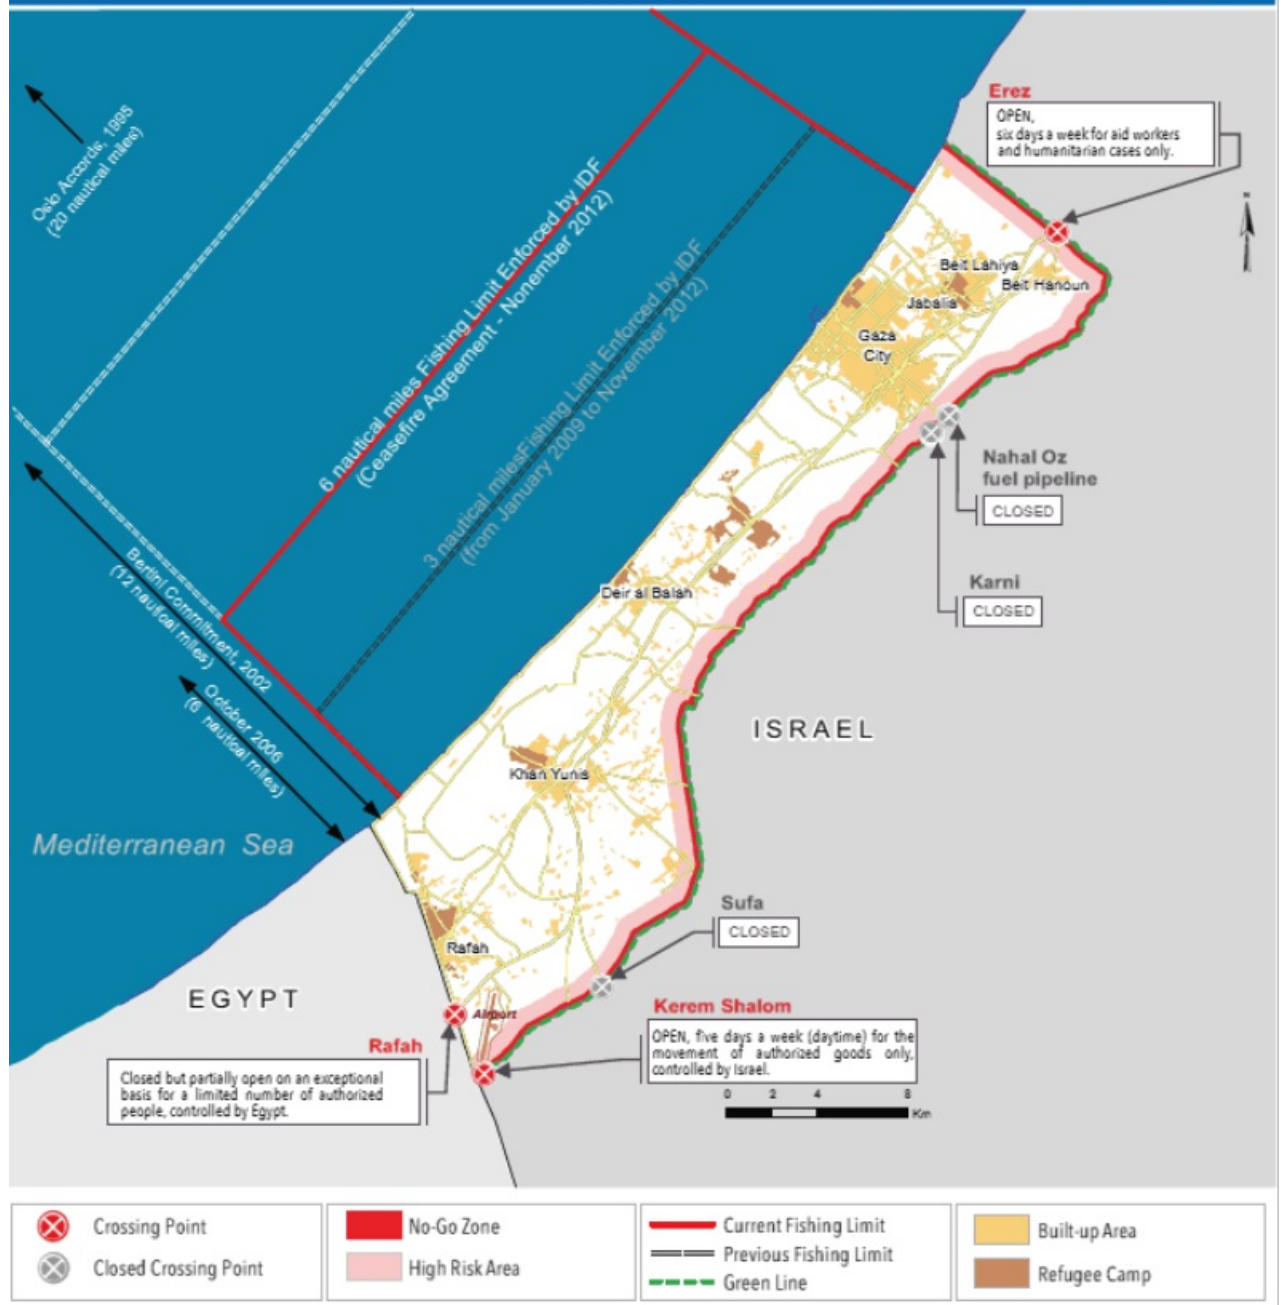 Oslo Accords, 1995
(20 nautical miles)
6 nautical miles Fishing Limit Enforced by IDF
(Ceasefire Agreement - Nonember 2012)
3 nautical milesFishing Limit Enforced by IDF
(from January 2009 to November 2012)
Bertini Commitment, 2002
(12 nautical miles)
October 2006
(6 nautical miles)
Mediterranean Sea
Erez
OPEN,
six days a week for aid workers
and humanitarian cases only.
N
Beit Lahiya
Beit Hanoun
Jabalia
Gaza
City
Nahal Oz
fuel pipeline
CLOSED
Karni
CLOSED
Deir al Balah
ISRAEL
Khan Yunis
Sufa
CLOSED
Rafah
EGYPT
Airport
Kerem Shalom
OPEN, five days a week (daytime) for the
movement of authorized goods only,
controlled by Israel.
Rafah
Closed but partially open on an exceptional
basis for a limited number of authorized
people, controlled by Egypt.
0 2 4 8
Km
Crossing Point
Closed Crossing Point
No-Go Zone
High Risk Area
Current Fishing Limit
Previous Fishing Limit
Green Line
Built-up Area
Refugee Camp